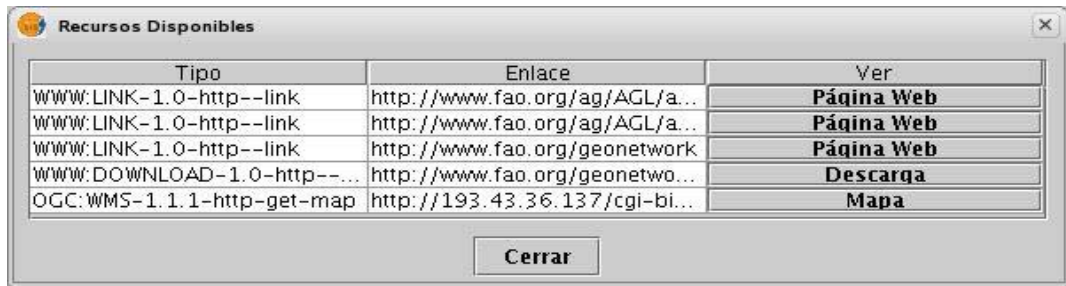 Recursos Disponibles
Tipo Enlace Ver
WWW:LINK-1.0-http--link http://www.fao.org/ag/AGL/a... Página Web
WWW:LINK-1.0-http--link http://www.fao.org/ag/AGL/a... Página Web
WWW:LINK-1.0-http--link http://www.fao.org/geonetwork Página Web
WWW:DOWNLOAD-1.0-http--... http://www.fao.org/geonetwo... Descarga
OGC:WMS-1.1.1-http-get-map http://193.43.36.137/cgi-bi... Mapa
Cerrar